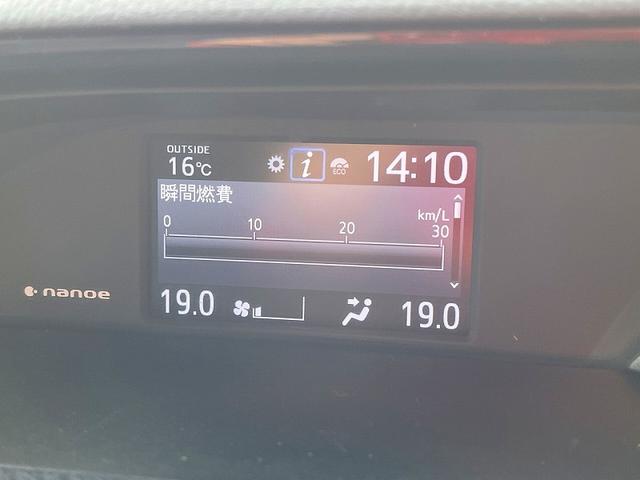 OUTSIDE
16℃
i
ECO
14:10
瞬間燃費
km/L
0 10 20 30
nanoe
19.0
19.0